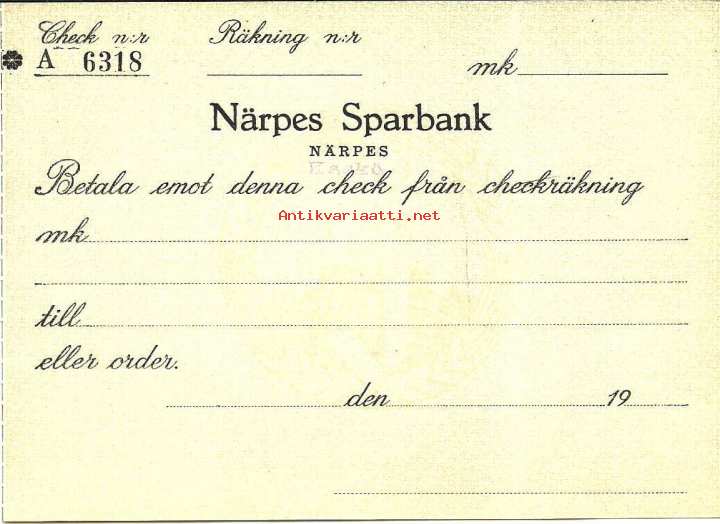 Check n:r Räkning n:r
A 6318 mk
Närpes Sparbank
NÄRPES
Betala emot denna check från checkräkning
Antikvariaatti.net
mk
till
eller order.
den 19